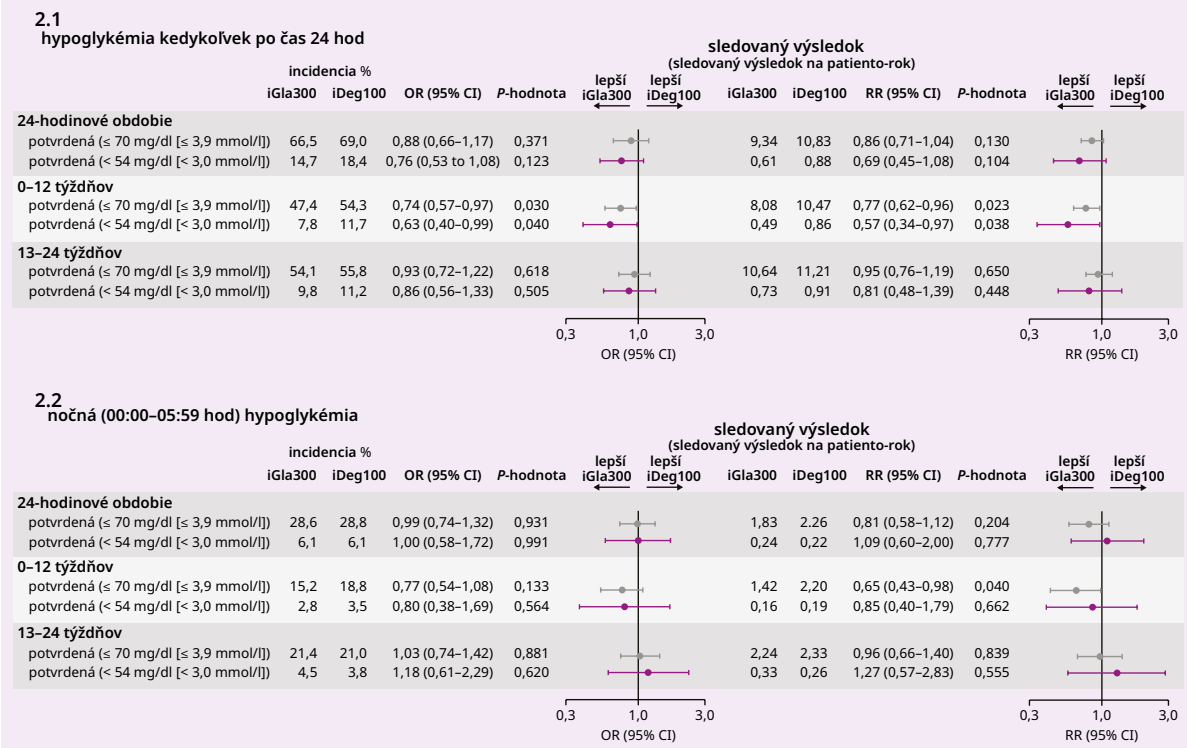 2.1
hypoglykémia kedykoľvek po čas 24 hod
sledovaný výsledok
(sledovaný výsledok na patiento-rok)
incidencia %
lepší lepší lepší lepší
iGla300 iDeg100 OR (95% CI) P-hodnota iGla300 iDeg100 iGla300 iDeg100 RR (95% CI) P-hodnota iGla300 iDeg100
24-hodinové obdobie
potvrdená (≤ 70 mg/dl [≤ 3,9 mmol/l]) 66,5 69,0 0,88 (0,66–1,17) 0,371 9,34 10,83 0,86 (0,71–1,04) 0,130
potvrdená (< 54 mg/dl [< 3,0 mmol/l]) 14,7 18,4 0,76 (0,53 to 1,08) 0,123 0,61 0,88 0,69 (0,45–1,08) 0,104
0–12 týždňov
potvrdená (≤ 70 mg/dl [≤ 3,9 mmol/l]) 47,4 54,3 0,74 (0,57–0,97) 0,030 8,08 10,47 0,77 (0,62–0,96) 0,023
potvrdená (< 54 mg/dl [< 3,0 mmol/l]) 7,8 11,7 0,63 (0,40–0,99) 0,040 0,49 0,86 0,57 (0,34–0,97) 0,038
13–24 týždňov
potvrdená (≤ 70 mg/dl [≤ 3,9 mmol/l]) 54,1 55,8 0,93 (0,72–1,22) 0,618 10,64 11,21 0,95 (0,76–1,19) 0,650
potvrdená (< 54 mg/dl [< 3,0 mmol/l]) 9,8 11,2 0,86 (0,56–1,33) 0,505 0,73 0,91 0,81 (0,48–1,39) 0,448
0,3 1,0 3,0 0,3 1,0 3,0
OR (95% CI) RR (95% CI)
2.2
nočná (00:00–05:59 hod) hypoglykémia
sledovaný výsledok
(sledovaný výsledok na patiento-rok)
incidencia %
lepší lepší lepší lepší
iGla300 iDeg100 OR (95% CI) P-hodnota iGla300 iDeg100 iGla300 iDeg100 RR (95% CI) P-hodnota iGla300 iDeg100
24-hodinové obdobie
potvrdená (≤ 70 mg/dl [≤ 3,9 mmol/l]) 28,6 28,8 0,99 (0,74–1,32) 0,931 1,83 2.26 0,81 (0,58–1,12) 0,204
potvrdená (< 54 mg/dl [< 3,0 mmol/l]) 6,1 6,1 1,00 (0,58–1,72) 0,991 0,24 0,22 1,09 (0,60–2,00) 0,777
0–12 týždňov
potvrdená (≤ 70 mg/dl [≤ 3,9 mmol/l]) 15,2 18,8 0,77 (0,54–1,08) 0,133 1,42 2,20 0,65 (0,43–0,98) 0,040
potvrdená (< 54 mg/dl [< 3,0 mmol/l]) 2,8 3,5 0,80 (0,38–1,69) 0,564 0,16 0,19 0,85 (0,40–1,79) 0,662
13–24 týždňov
potvrdená (≤ 70 mg/dl [≤ 3,9 mmol/l]) 21,4 21,0 1,03 (0,74–1,42) 0,881 2,24 2,33 0,96 (0,66–1,40) 0,839
potvrdená (< 54 mg/dl [< 3,0 mmol/l]) 4,5 3,8 1,18 (0,61–2,29) 0,620 0,33 0,26 1,27 (0,57–2,83) 0,555
0,3 1,0 3,0 0,3 1,0 3,0
OR (95% CI) RR (95% CI)